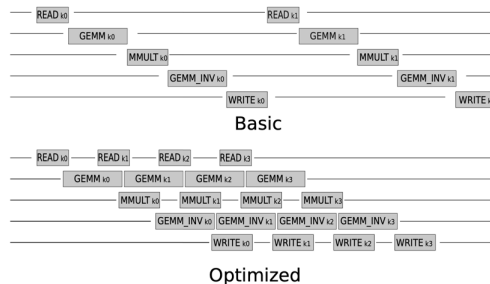 READ k0 READ k1
GEMM k0 GEMM k1
MMULT k0 MMULT k1
GEMM_INV k0 GEMM_INV k1
WRITE k0 WRITE k
Basic
READ k0 READ k1 READ k2 READ k3
GEMM k0 GEMM k1 GEMM k2 GEMM k3
MMULT k0 MMULT k1 MMULT k2 MMULT k3
GEMM_INV k0 GEMM_INV k1 GEMM_INV k2 GEMM_INV k3
WRITE k0 WRITE k1 WRITE k2 WRITE k3
Optimized